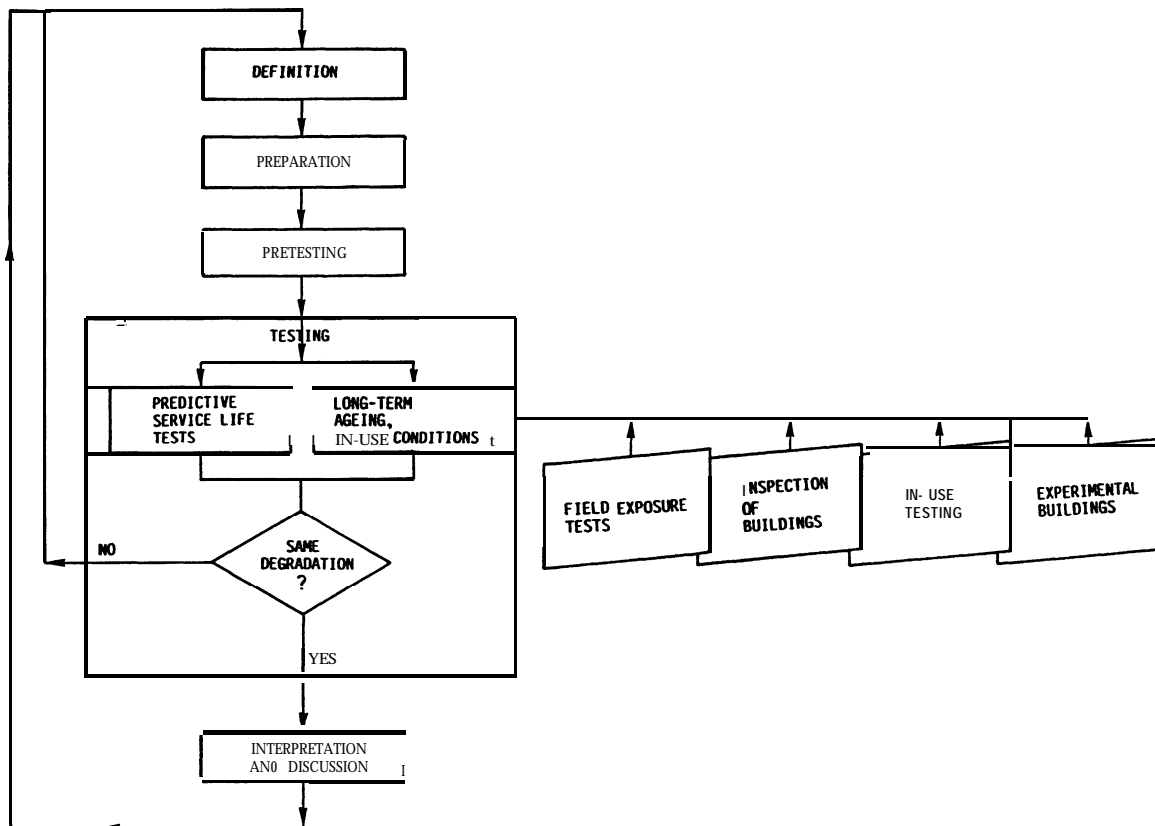 DEFINITION
PREPARATION
PRETESTING
TESTING
PREDICTIVE
SERVICE LIFE
TESTS
LONG-TERM
AGEING,
IN-USE CONDITIONS t
FIELD EXPOSURE
TESTS
INSPECTION
OF
BUILDINGS
IN- USE
TESTING
EXPERIMENTAL
BUILDINGS
NO
SAME
DEGRADATION
?
YES
INTERPRETATION
AN0 DISCUSSION